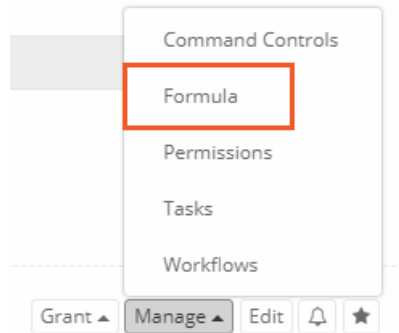 Command Controls
Formula
Permissions
Tasks
Workflows
Grant Manage Edit